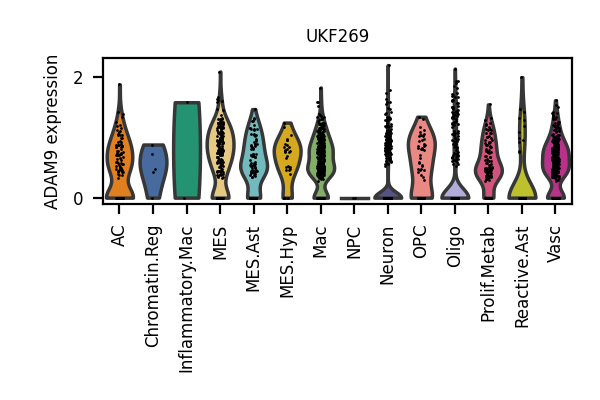 UKF269
ADAM9 expression
2
0
AC
Chromatin.Reg
Inflammatory.Mac
MES
MES.Ast
MES.Hyp
Mac
NPC
Neuron
OPC
Oligo
Prolif.Metab
Reactive.Ast
Vasc